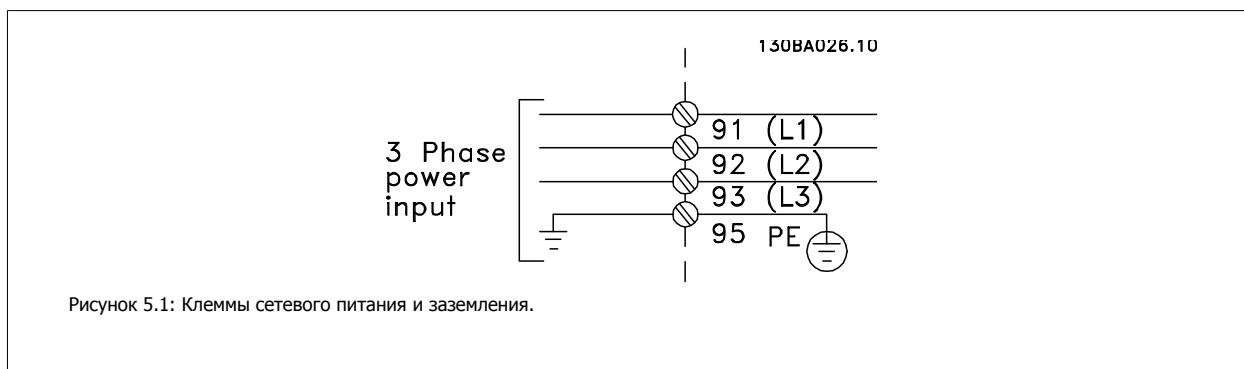 130BA026.10
3 Phase
power
input
91 (L1)
92 (L2)
93 (L3)
95 PE
Рисунок 5.1: Клеммы сетевого питания и заземления.